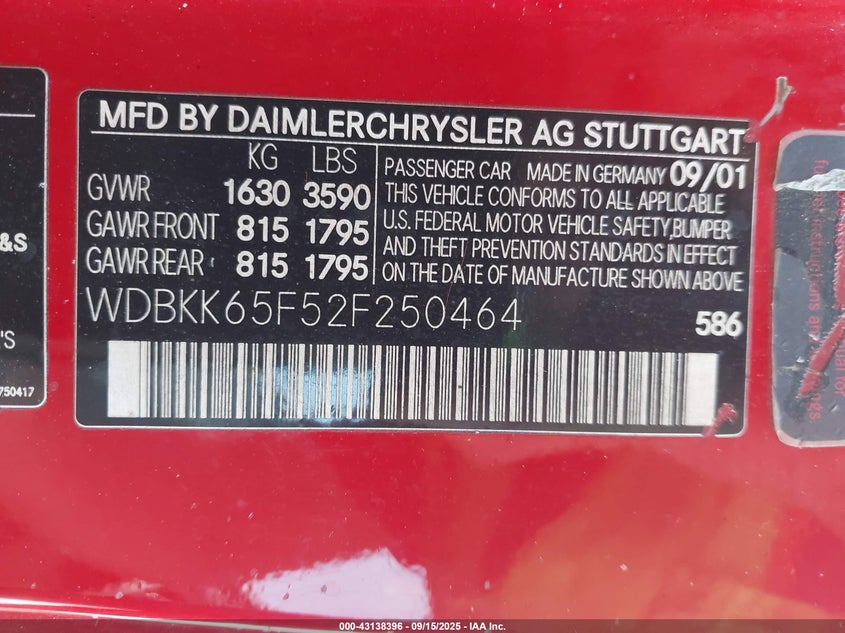 MFD BY DAIMLERCHRYSLER AG STUTTGART
KG LBS
GVWR 1630 3590
GAWR FRONT 815 1795
GAWR REAR 815 1795
PASSENGER CAR MADE IN GERMANY 09/01
THIS VEHICLE CONFORMS TO ALL APPLICABLE
U.S. FEDERAL MOTOR VEHICLE SAFETY,BUMPER
AND THEFT PREVENTION STANDARDS IN EFFECT
ON THE DATE OF MANUFACTURE SHOWN ABOVE
WDBKK65F52F250464
586
&S
'S
750417
000-43138396 - 09/15/2025 - IAA Inc.